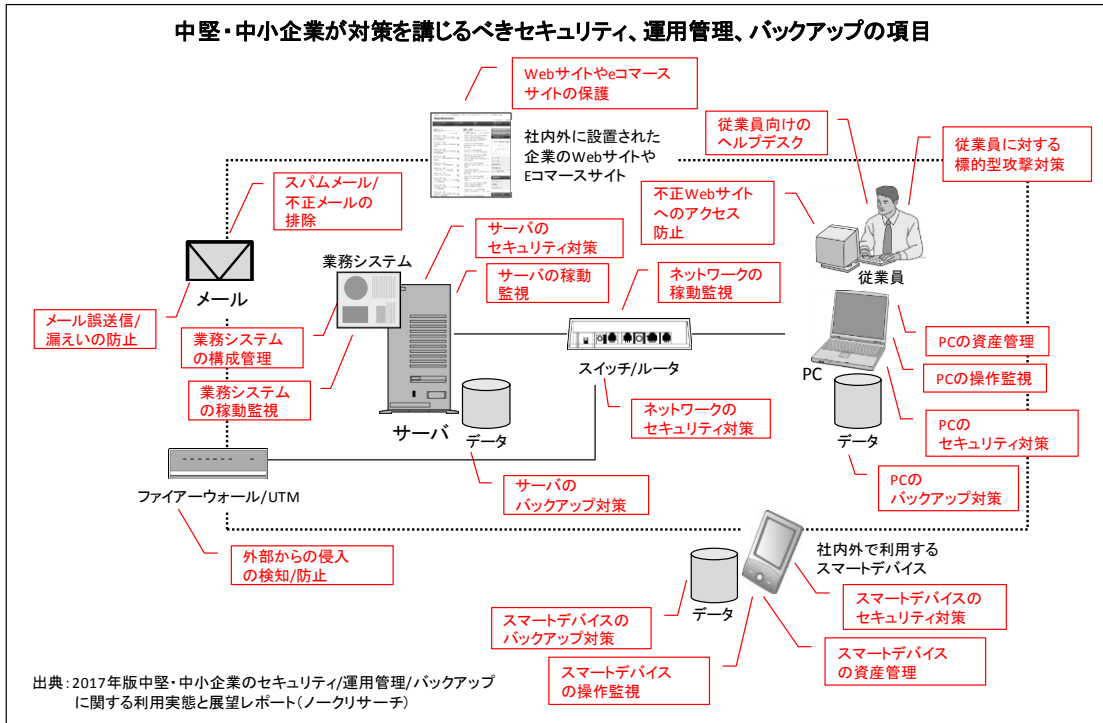 中堅・中小企業が対策を講じるべきセキュリティ、運用管理、バックアップの項目
Webサイトやeコマース
サイトの保護
社内外に設置された
企業のWebサイトや
Eコマースサイト
従業員向けの
ヘルプデスク
従業員に対する
標的型攻撃対策
スパムメール/
不正メールの
排除
不正Webサイト
へのアクセス
防止
従業員
メール
メール誤送信/
漏えいの防止
業務システム
サーバの
セキュリティ対策
サーバの稼動
監視
ネットワークの
稼動監視
業務システム
の構成管理
業務システム
の稼動監視
スイッチ/ルータ
ネットワークの
セキュリティ対策
サーバ
データ
サーバの
バックアップ対策
PC
PCの資産管理
PCの操作監視
PCの
セキュリティ対策
データ
PCの
バックアップ対策
ファイアーウォール/UTM
外部からの侵入
の検知/防止
社内外で利用する
スマートデバイス
データ
スマートデバイスの
セキュリティ対策
スマートデバイスの
バックアップ対策
スマートデバイス
の資産管理
スマートデバイス
の操作監視
出典：2017年版中堅・中小企業のセキュリティ/運用管理/バックアップ
に関する利用実態と展望レポート（ノークリサーチ）